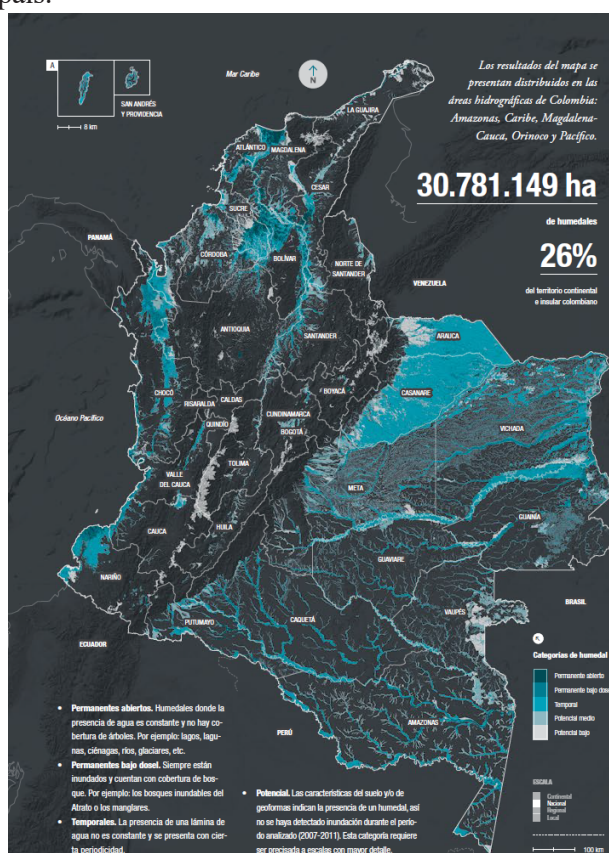 país.
A
SAN ANDRÉS
Y PROVIDENCIA
8 km
Mar Caribe
N
Los resultados del mapa se
presentan distribuidos en las
áreas hidrográficas de Colombia:
Amazonas, Caribe, Magdalena-
Cauca, Orinoco y Pacífico.
30.781.149 ha
de humedales
26%
del territorio continental
e insular colombiano
LA GUAJIRA
ATLÁNTICO
MAGDALENA
CESAR
SUCRE
PANAMÁ
CÓRDOBA
BOLÍVAR
NORTE DE
SANTANDER
VENEZUELA
ANTIOQUIA
SANTANDER
ARAUCA
CHOCÓ
BOYACÁ
CASANARE
RISARALDA
CALDAS
CUNDINAMARCA
VICHADA
Océano Pacífico
QUINDÍO
BOGOTÁ
TOLIMA
VALLE
DEL CAUCA
META
GUAINÍA
CAUCA
HUILA
GUAVIARE
NARIÑO
VAUPÉS
BRASIL
PUTUMAYO
CAQUETÁ
ECUADOR
AMAZONAS
PERÚ
Categorías de humedal
Permanente abierto
Permanente bajo dosel
Temporal
Potencial medio
Potencial bajo
ESCALA
Continental
Nacional
Regional
Local
100 km
• Permanentes abiertos. Humedales donde la
presencia de agua es constante y no hay co-
bertura de árboles. Por ejemplo: lagos, lagu-
nas, ciénagas, ríos, glaciares, etc.
• Permanentes bajo dosel. Siempre están
inundados y cuentan con cobertura de bos-
que. Por ejemplo: los bosques inundables del
Atrato o los manglares.
• Temporales. La presencia de una lámina de
agua no es constante y se presenta con cier-
ta periodicidad.
• Potencial. Las características del suelo y/o de
geoformas indican la presencia de un humedal, así
no se haya detectado inundación durante el perio-
do analizado (2007-2011). Esta categoría requiere
ser precisada a escalas con mayor detalle.